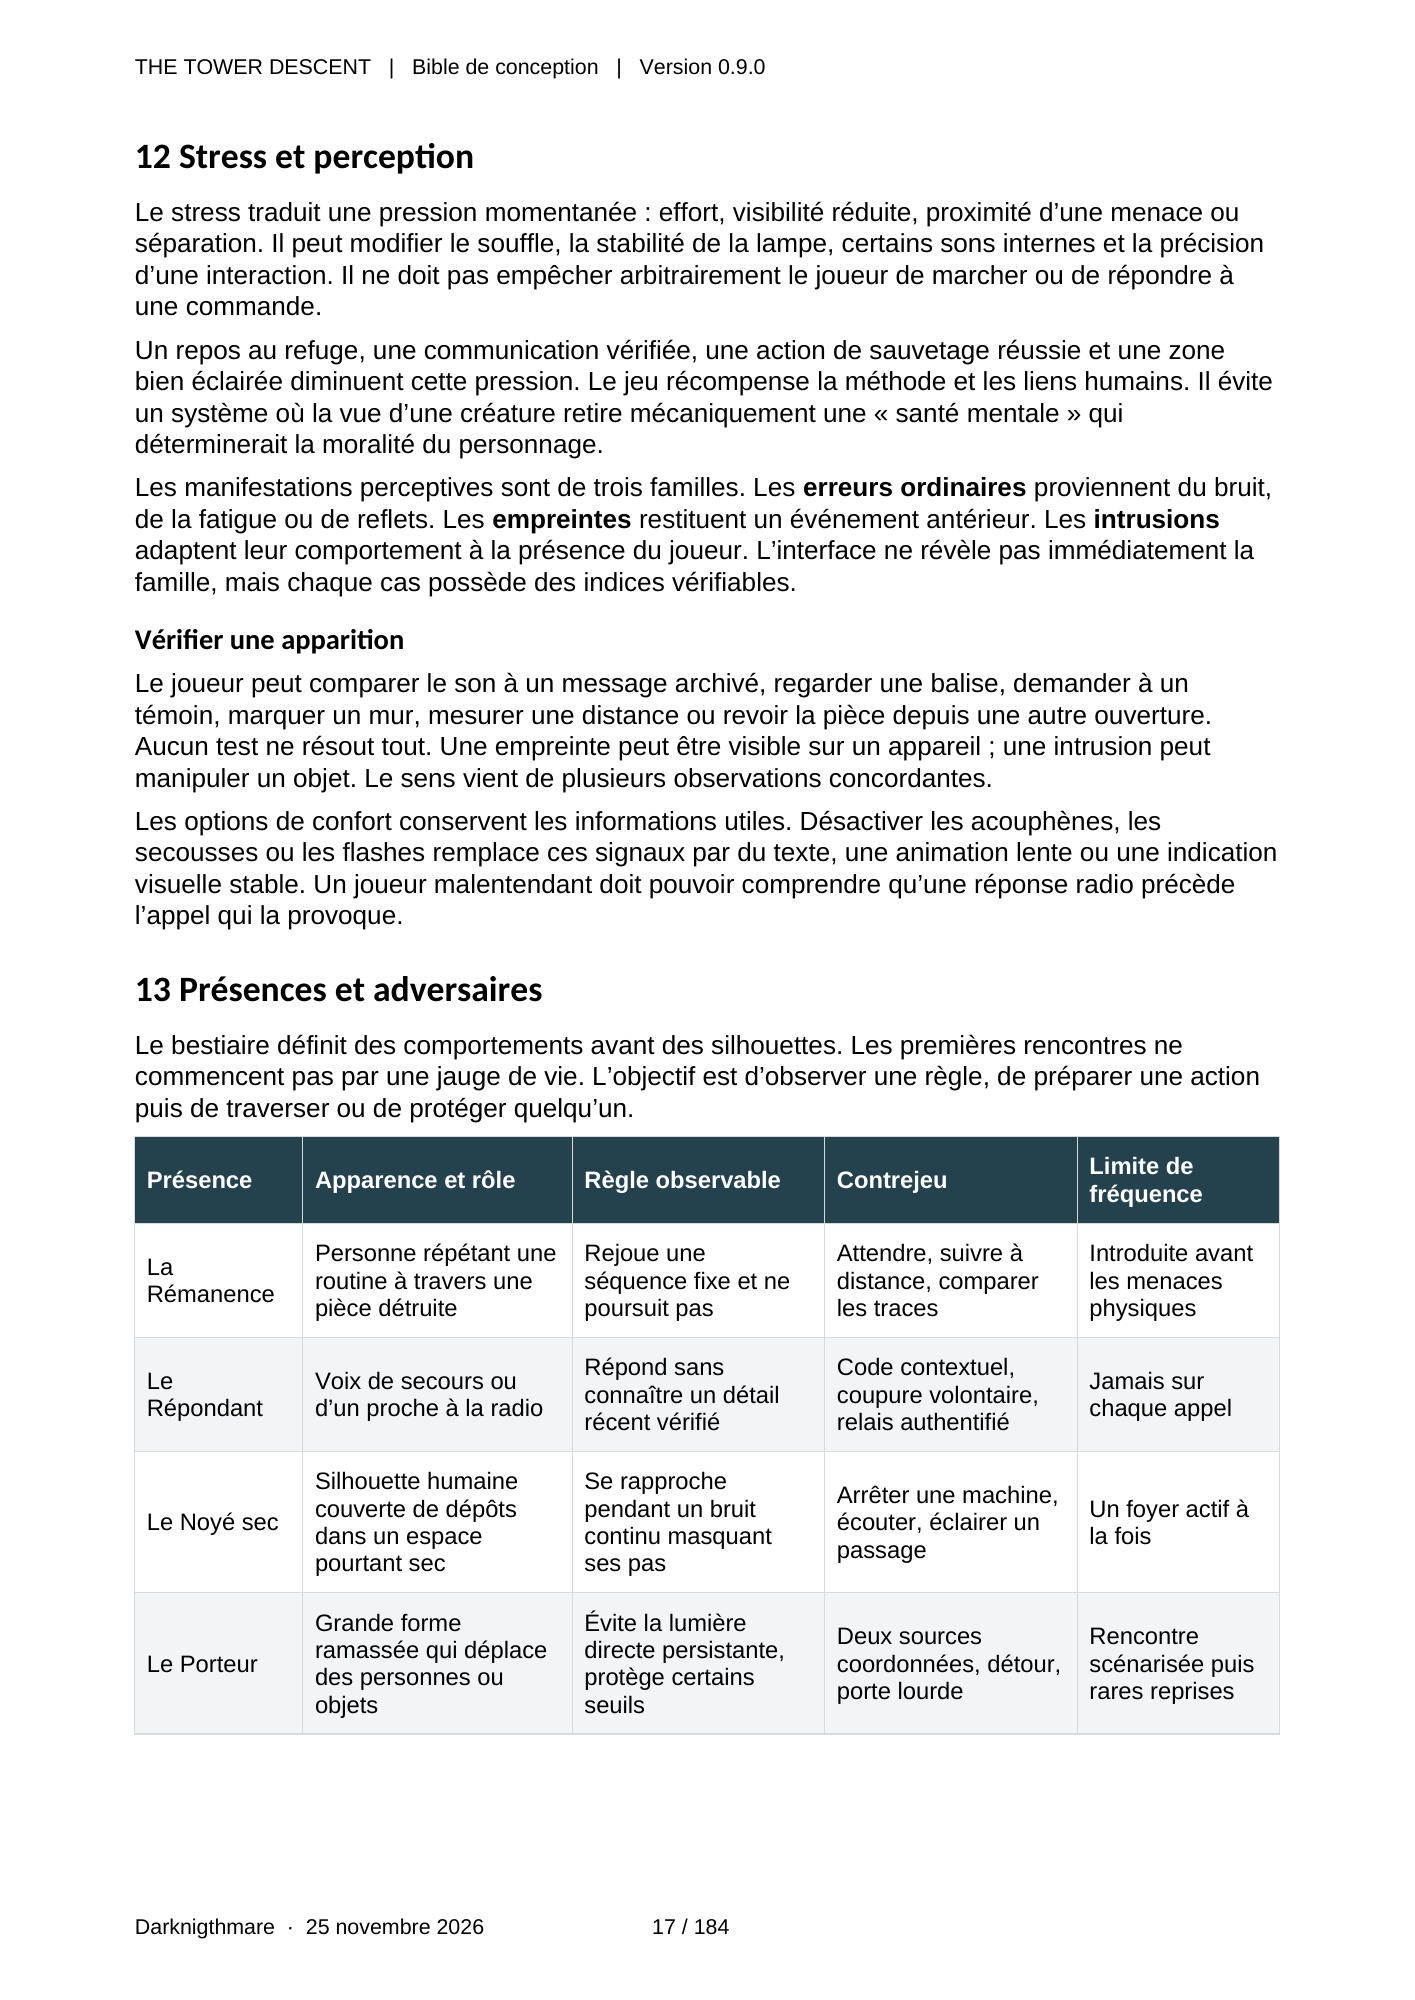 THE TOWER DESCENT | Bible de conception | Version 0.9.0
12 Stress et perception
Le stress traduit une pression momentanée : effort, visibilité réduite, proximité d’une menace ou
séparation. Il peut modifier le souffle, la stabilité de la lampe, certains sons internes et la précision
d’une interaction. Il ne doit pas empêcher arbitrairement le joueur de marcher ou de répondre à
une commande.
Un repos au refuge, une communication vérifiée, une action de sauvetage réussie et une zone
bien éclairée diminuent cette pression. Le jeu récompense la méthode et les liens humains. Il évite
un système où la vue d’une créature retire mécaniquement une « santé mentale » qui
déterminerait la moralité du personnage.
Les manifestations perceptives sont de trois familles. Les erreurs ordinaires proviennent du bruit,
de la fatigue ou de reflets. Les empreintes restituent un événement antérieur. Les intrusions
adaptent leur comportement à la présence du joueur. L’interface ne révèle pas immédiatement la
famille, mais chaque cas possède des indices vérifiables.
Vérifier une apparition
Le joueur peut comparer le son à un message archivé, regarder une balise, demander à un
témoin, marquer un mur, mesurer une distance ou revoir la pièce depuis une autre ouverture.
Aucun test ne résout tout. Une empreinte peut être visible sur un appareil ; une intrusion peut
manipuler un objet. Le sens vient de plusieurs observations concordantes.
Les options de confort conservent les informations utiles. Désactiver les acouphènes, les
secousses ou les flashes remplace ces signaux par du texte, une animation lente ou une indication
visuelle stable. Un joueur malentendant doit pouvoir comprendre qu’une réponse radio précède
l’appel qui la provoque.
13 Présences et adversaires
Le bestiaire définit des comportements avant des silhouettes. Les premières rencontres ne
commencent pas par une jauge de vie. L’objectif est d’observer une règle, de préparer une action
puis de traverser ou de protéger quelqu’un.
Présence
Apparence et rôle
Règle observable
Contrejeu
Limite de
fréquence
La
Rémanence
Personne répétant une
routine à travers une
pièce détruite
Rejoue une
séquence fixe et ne
poursuit pas
Attendre, suivre à
distance, comparer
les traces
Introduite avant
les menaces
physiques
Le
Répondant
Voix de secours ou
d’un proche à la radio
Répond sans
connaître un détail
récent vérifié
Code contextuel,
coupure volontaire,
relais authentifié
Jamais sur
chaque appel
Le Noyé sec
Silhouette humaine
couverte de dépôts
dans un espace
pourtant sec
Se rapproche
pendant un bruit
continu masquant
ses pas
Arrêter une machine,
écouter, éclairer un
passage
Un foyer actif à
la fois
Le Porteur
Grande forme
ramassée qui déplace
des personnes ou
objets
Évite la lumière
directe persistante,
protège certains
seuils
Deux sources
coordonnées, détour,
porte lourde
Rencontre
scénarisée puis
rares reprises
Darknigthmare · 25 novembre 2026
17 / 184